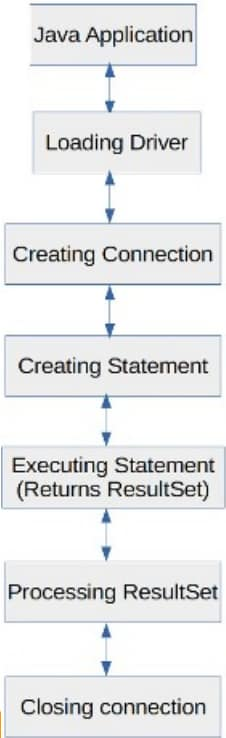 Java Application
Loading Driver
Creating Connection
Creating Statement
Executing Statement
(Returns ResultSet)
Processing ResultSet
Closing connection